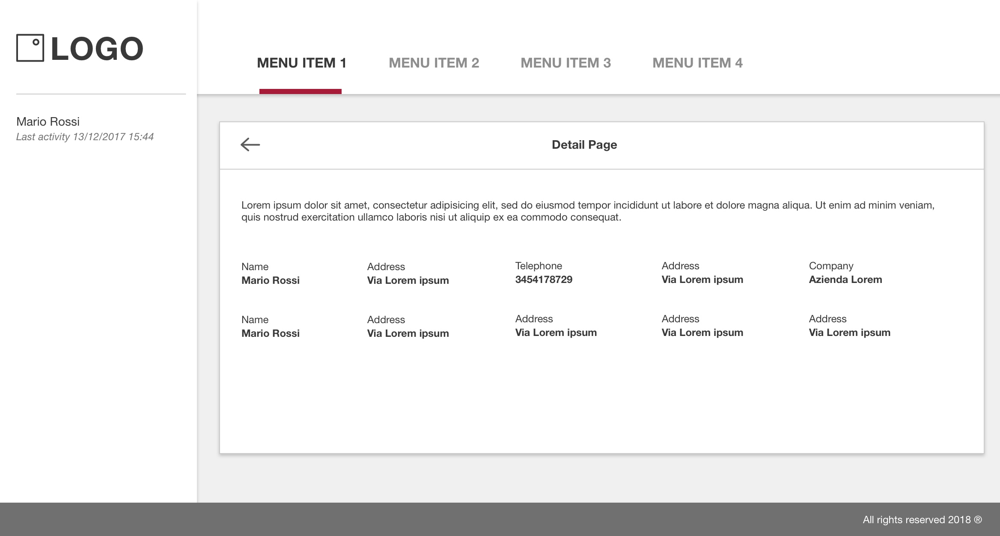 LOGO
MENU ITEM 1 MENU ITEM 2 MENU ITEM 3 MENU ITEM 4
Mario Rossi
Last activity 13/12/2017 15:44
Detail Page
Lorem ipsum dolor sit amet, consectetur adipisicing elit, sed do eiusmod tempor incididunt ut labore et dolore magna aliqua. Ut enim ad minim veniam,
quis nostrud exercitation ullamco laboris nisi ut aliquip ex ea commodo consequat.
Name Address Telephone Address Company
Mario Rossi Via Lorem ipsum 3454178729 Via Lorem ipsum Azienda Lorem
Name Address Address Address Address
Mario Rossi Via Lorem ipsum Via Lorem ipsum Via Lorem ipsum Via Lorem ipsum
All rights reserved 2018 ®